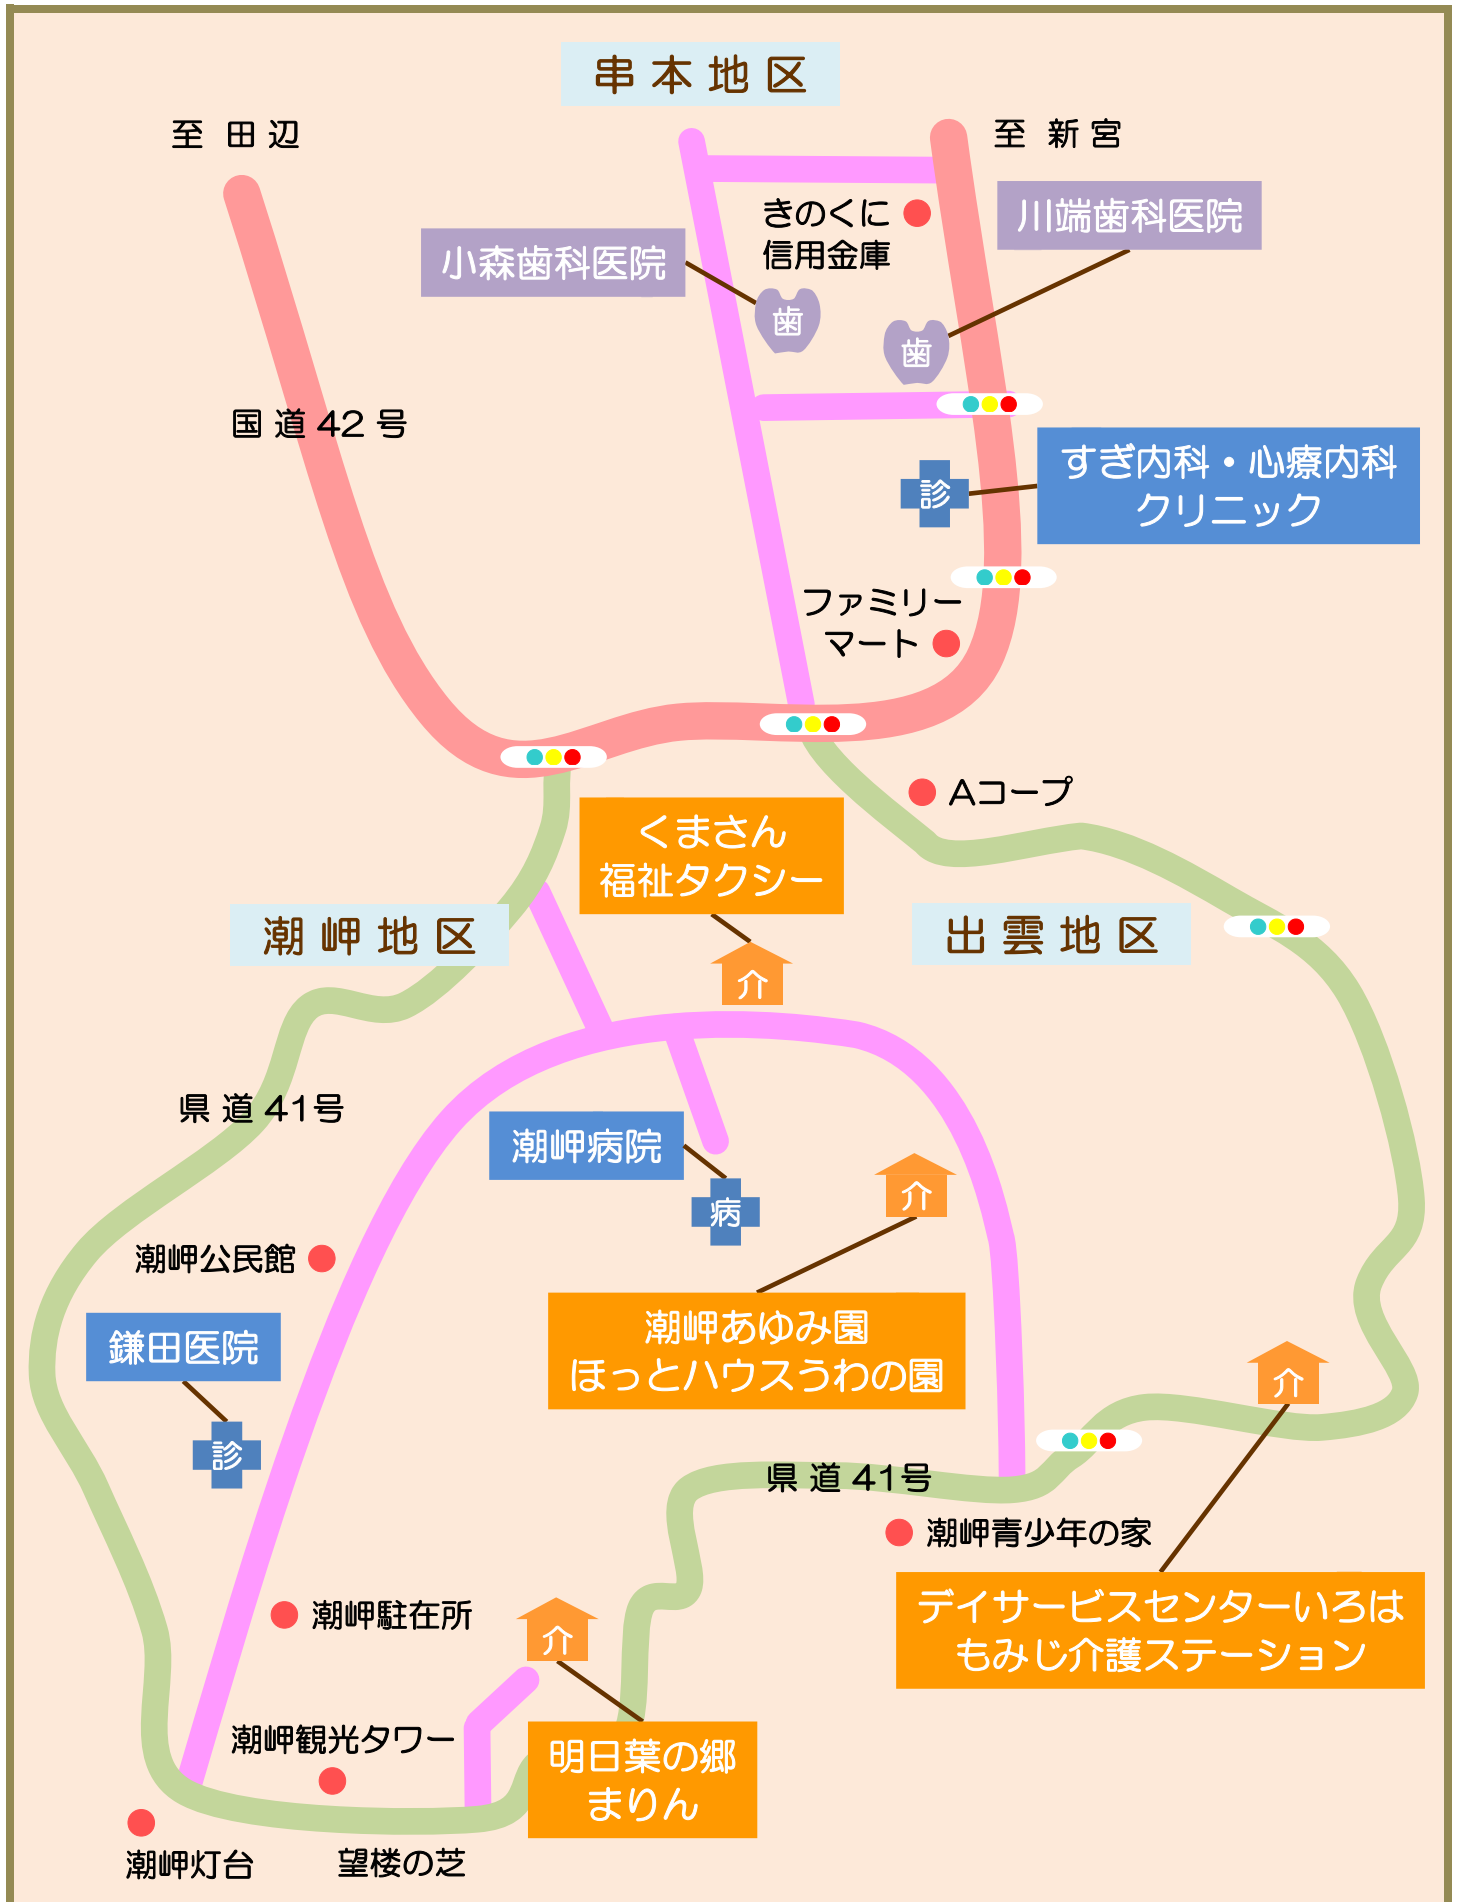 串本地区
至 田辺
至 新宮
きのくに
信用金庫
川端歯科医院
小森歯科医院
歯
歯
国道42号
すぎ内科・心療内科
クリニック
診
ファミリー
マート
Aコープ
くまさん
福祉タクシー
潮岬地区
出雲地区
介
県道41号
潮岬病院
病
介
潮岬公民館
潮岬あゆみ園
ほっとハウスうわの園
鎌田医院
診
介
県道41号
潮岬青少年の家
デイサービスセンターいろは
もみじ介護ステーション
潮岬駐在所
介
潮岬観光タワー
明日葉の郷
まりん
潮岬灯台
望楼の芝